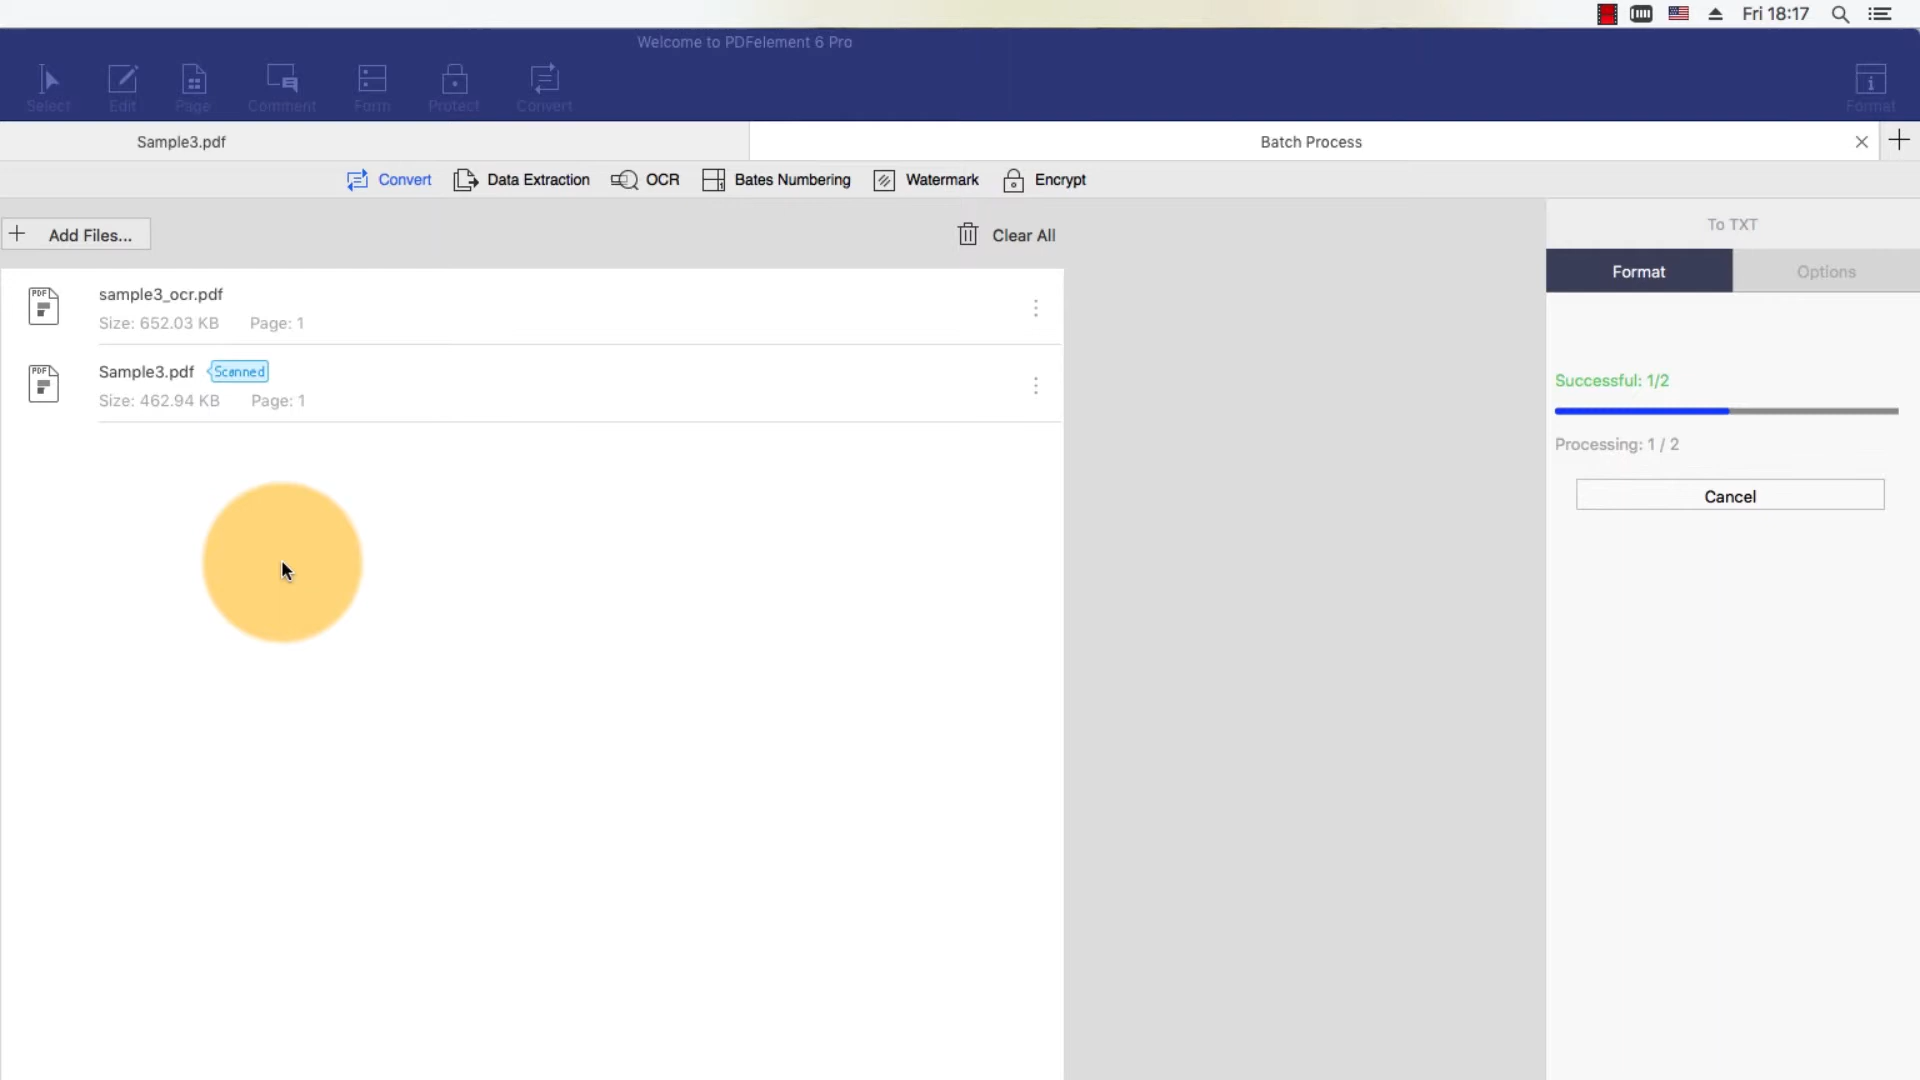 Fri 18:17
Welcome to PDFelement 6 Pro
Select Edit Page Comment Form Protect Convert Format
Sample3.pdf Batch Process
Convert Data Extraction OCR Bates Numbering Watermark Encrypt
To TXT
Add Files... Clear All
Format Options
sample3_ocr.pdf
Size: 652.03 KB Page: 1
Sample3.pdf Scanned
Size: 462.94 KB Page: 1
Successful: 1/2
Processing: 1 / 2
Cancel